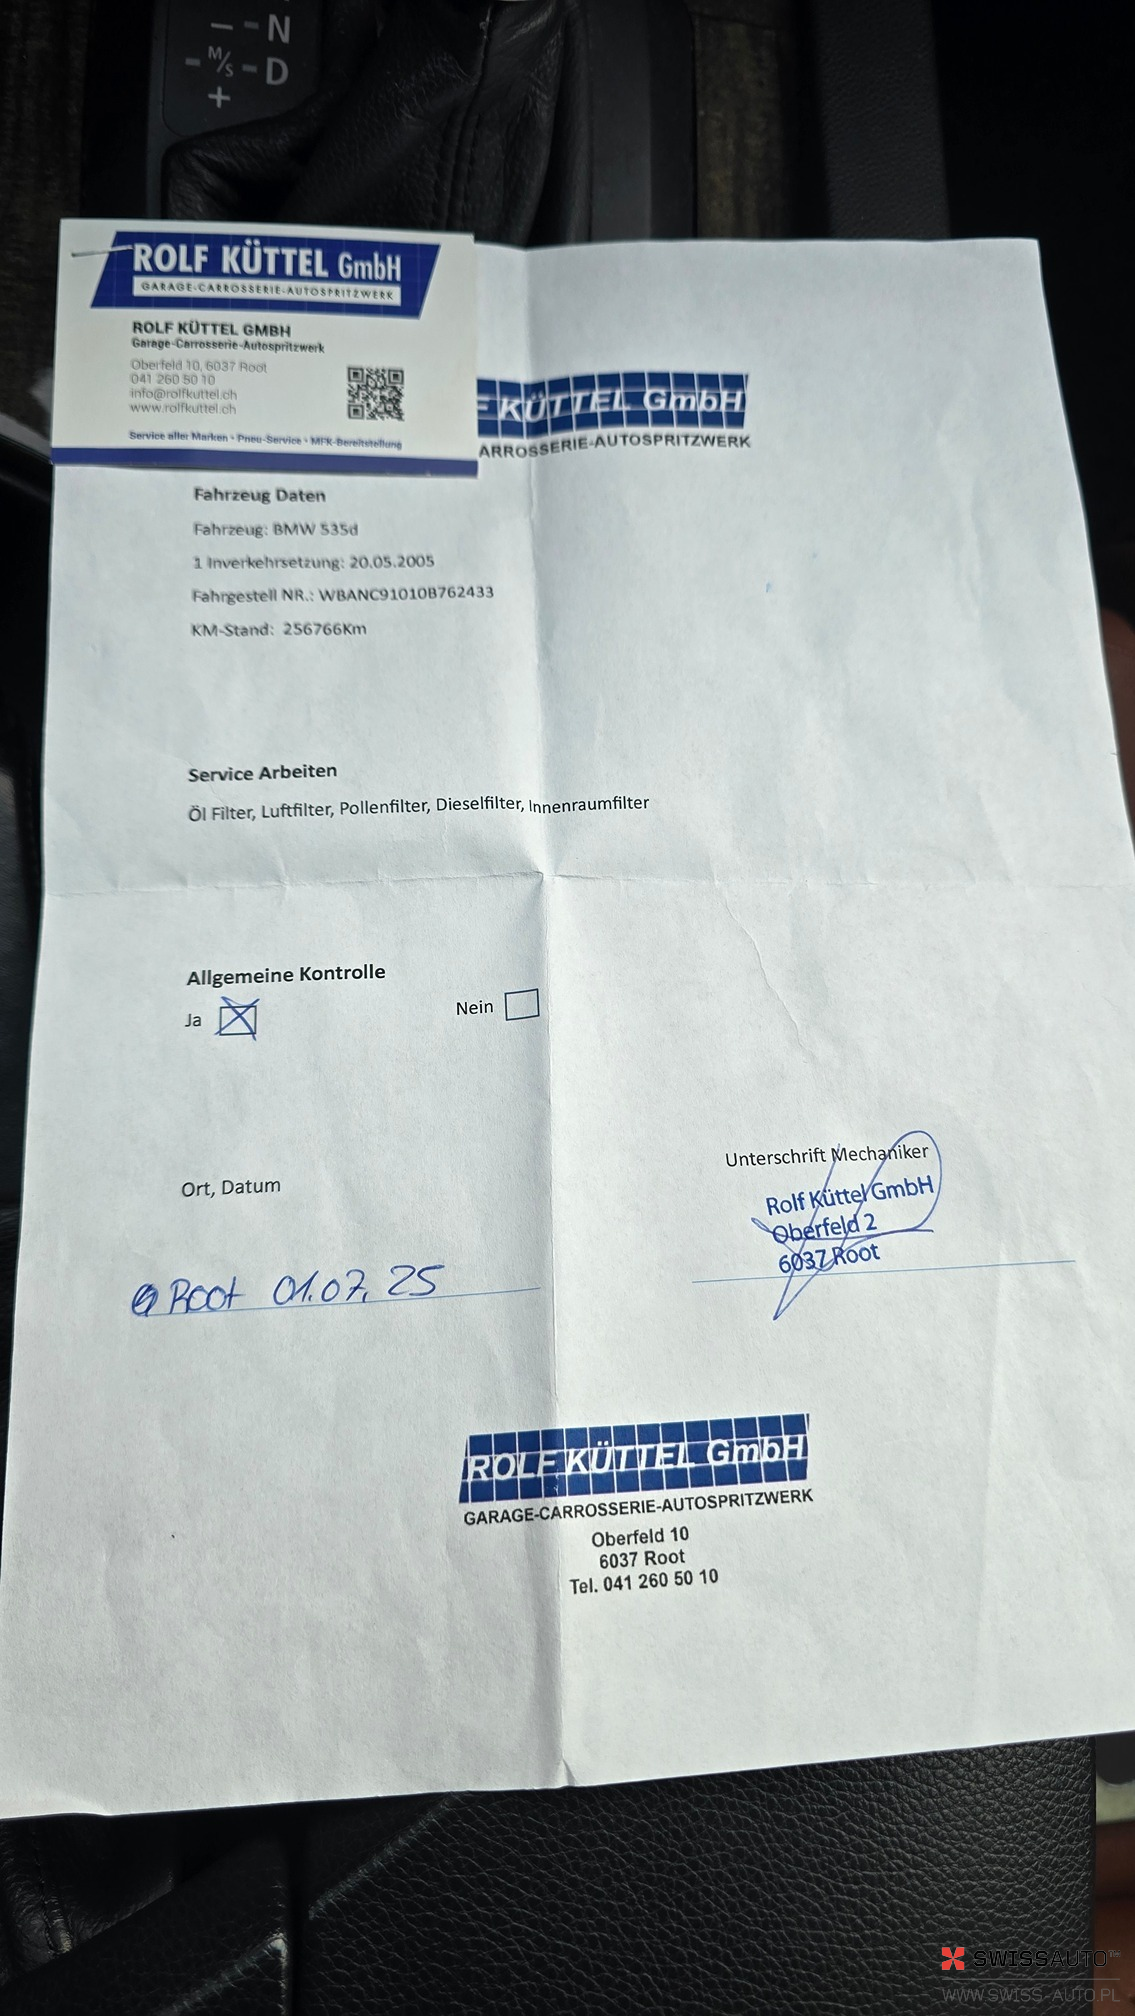 - -N
- M/S -D
+
ROLF KÜTTEL GmbH
GARAGE-CARROSSERIE-AUTOSPRITZWERK
ROLF KÜTTEL GMBH
Garage-Carrosserie-Autospritzwerk
Oberfeld 10, 6037 Root
041 260 50 10
info@rolfkuttel.ch
www.rolfkuttel.ch
Service aller Marken • Pneu-Service • MFK-Bereitstellung
KÜTTEL GmbH
ARROSSERIE-AUTOSPRITZWERK
Fahrzeug Daten
Fahrzeug: BMW 535d
1 Inverkehrsetzung: 20.05.2005
Fahrgestell NR.: WBANC91010B762433
KM-Stand: 256766Km
Service Arbeiten
Öl Filter, Luftfilter, Pollenfilter, Dieselfilter, Innenraumfilter
Allgemeine Kontrolle
Ja Nein
Unterschrift Mechaniker
Rolf Küttel GmbH
Oberfeld 2
6037 Root
Ort, Datum
Root 01.07.25
ROLF KÜTTEL GmbH
GARAGE-CARROSSERIE-AUTOSPRITZWERK
Oberfeld 10
6037 Root
Tel. 041 260 50 10
SWISSAUTO™
WWW.SWISS-AUTO.PL